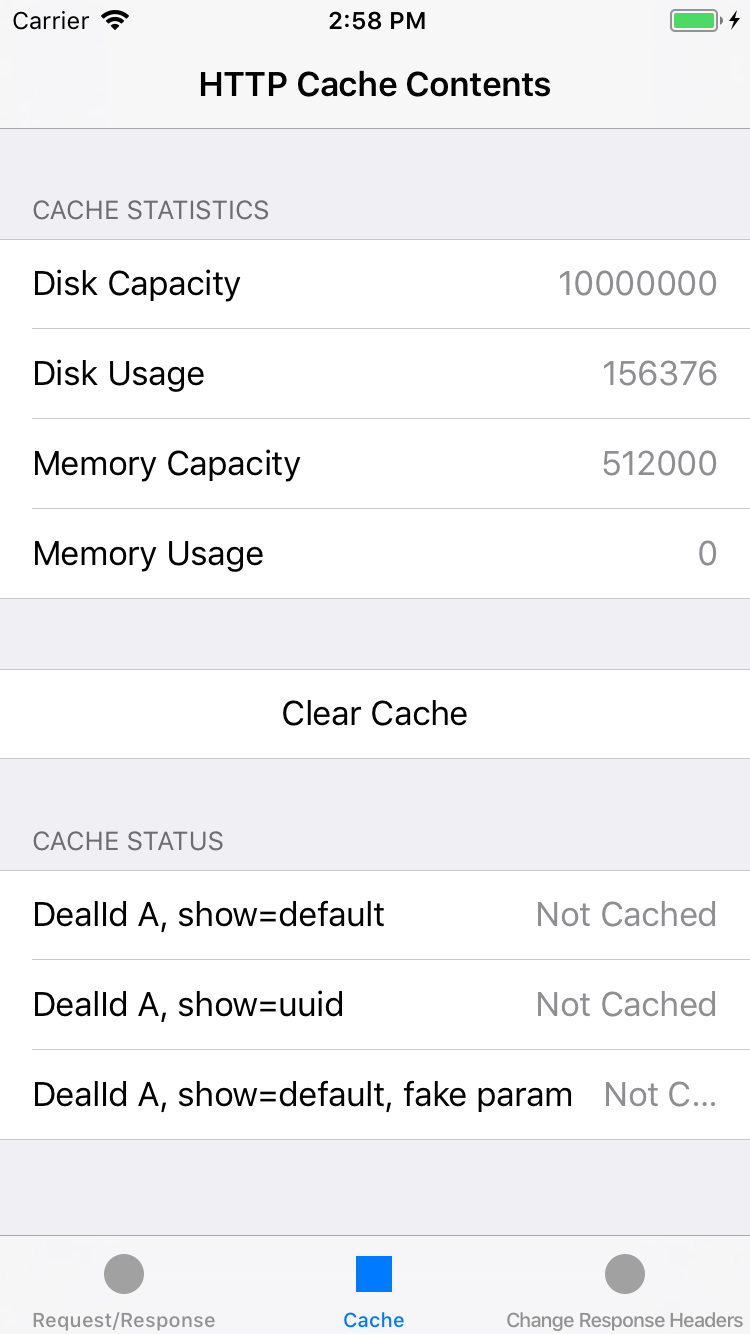 Carrier 2:58 PM
HTTP Cache Contents
CACHE STATISTICS
Disk Capacity 10000000
Disk Usage 156376
Memory Capacity 512000
Memory Usage 0
Clear Cache
CACHE STATUS
DealId A, show=default Not Cached
DealId A, show=uuid Not Cached
DealId A, show=default, fake param Not C...
Request/Response Cache Change Response Headers